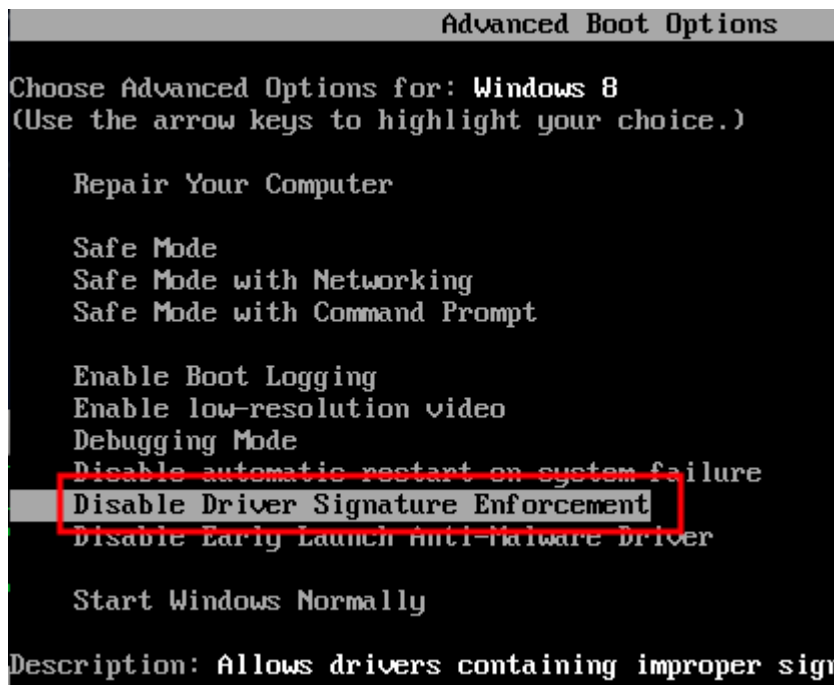 Advanced Boot Options
Choose Advanced Options for: Windows 8
(Use the arrow keys to highlight your choice.)
Repair Your Computer
Safe Mode
Safe Mode with Networking
Safe Mode with Command Prompt
Enable Boot Logging
Enable low-resolution video
Debugging Mode
Disable automatic restart on system failure
Disable Driver Signature Enforcement
Disable Early Launch Anti-Malware Driver
Start Windows Normally
Description: Allows drivers containing improper